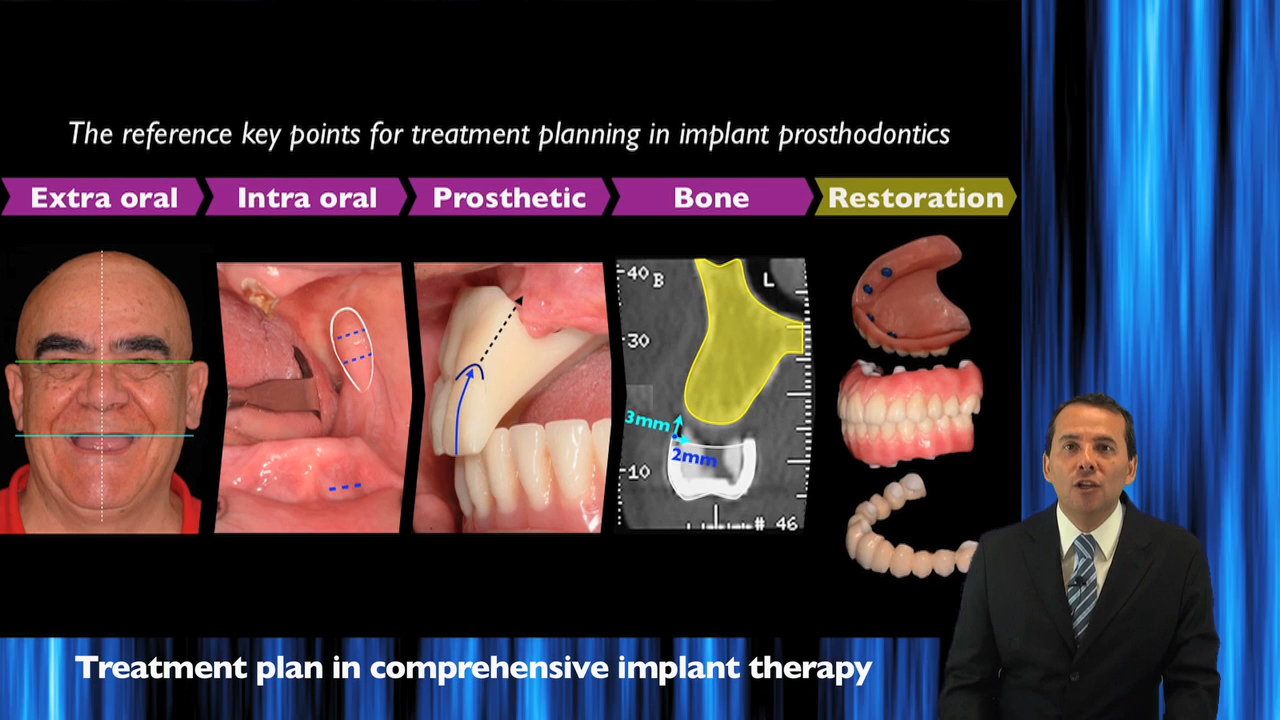 The reference key points for treatment planning in implant prosthodontics
Extra oral
Intra oral
Prosthetic
Bone
Restoration
40 B
L
30
3mm
2mm
10
# 46
Treatment plan in comprehensive implant therapy